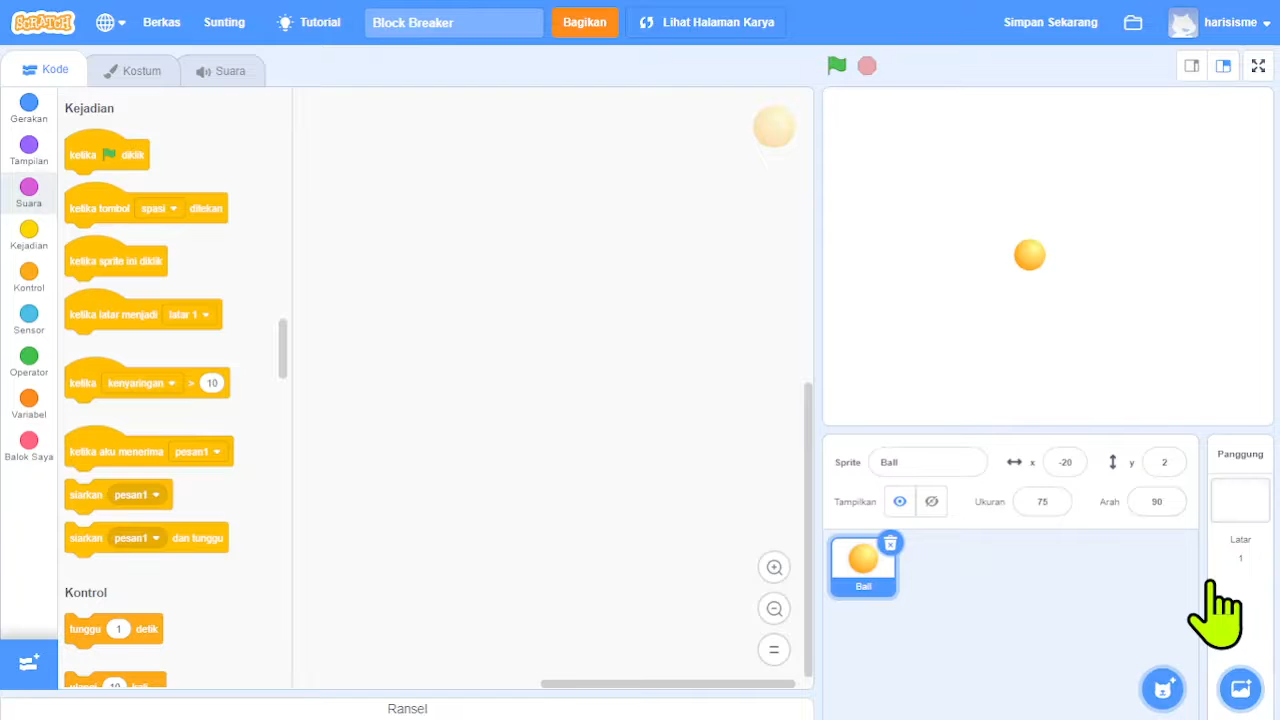 SCRATCH
Berkas
Sunting
Tutorial
Block Breaker
Bagikan
Lihat Halaman Karya
Simpan Sekarang
harisisme
Kode
Kostum
Suara
Gerakan
Tampilan
Suara
Kejadian
Kontrol
Sensor
Operator
Variabel
Balok Saya
Kejadian
ketika diklik
ketika tombol spasi ditekan
ketika sprite ini diklik
ketika latar menjadi latar 1
ketika kenyaringan > 10
ketika aku menerima pesan1
siarkan pesan1
siarkan pesan1 dan tunggu
Kontrol
tunggu 1 detik
Sprite Ball x -20 y 2
Tampilkan Ukuran 75 Arah 90
Ball
Panggung
Latar
1
Ransel